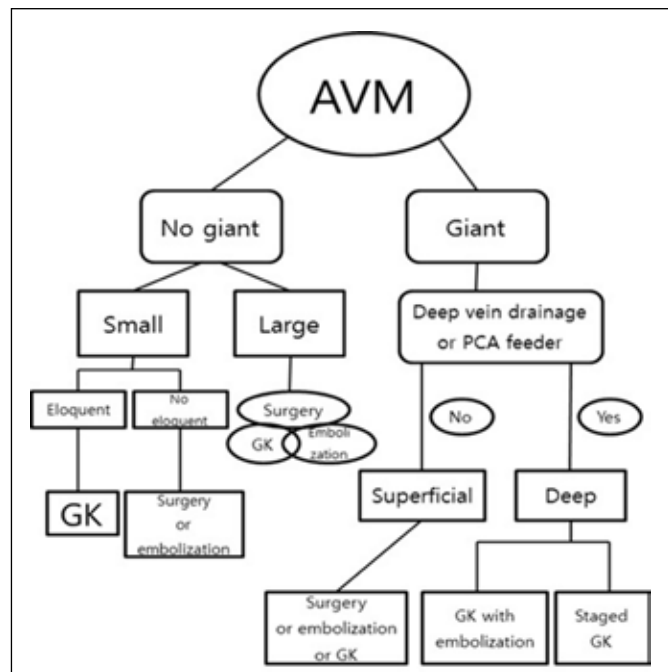 AVM
No giant
Giant
Small
Large
Deep vein drainage
or PCA feeder
Eloquent
No
eloquent
Surgery
GK
Emboli
zation
No
Yes
GK
Surgery
or
embolization
Superficial
Deep
Surgery
or embolization
or GK
GK with
embolization
Staged
GK